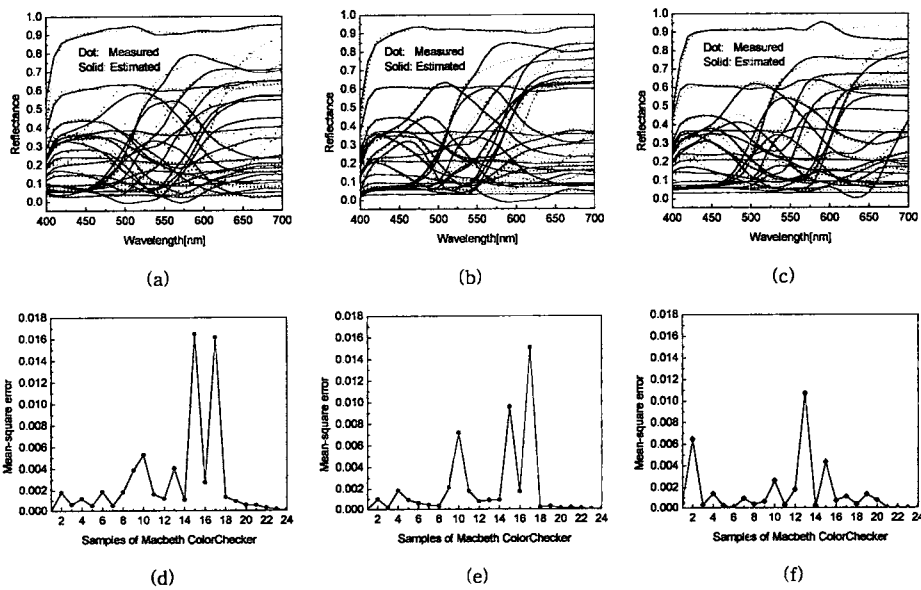 1.0
0.9
0.8
0.7
0.6
0.5
0.4
0.3
0.2
0.1
0.0
Reflectance
Dot: Measured
Solid: Estimated
400 450 500 550 600 650 700
Wavelength[nm]
(a)
1.0
0.9
0.8
0.7
0.6
0.5
0.4
0.3
0.2
0.1
0.0
Reflectance
Dot: Measured
Solid: Estimated
400 450 500 550 600 650 700
Wavelength[nm]
(b)
1.0
0.9
0.8
0.7
0.6
0.5
0.4
0.3
0.2
0.1
0.0
Reflectance
Dot: Measured
Solid: Estimated
400 450 500 550 600 650 700
Wavelength[nm]
(c)
0.018
0.016
0.014
0.012
0.010
0.008
0.006
0.004
0.002
0.000
Mean-square error
2 4 6 8 10 12 14 16 18 20 22 24
Samples of Macbeth ColorChecker
(d)
0.018
0.016
0.014
0.012
0.010
0.008
0.006
0.004
0.002
0.000
Mean-square error
2 4 6 8 10 12 14 16 18 20 22 24
Samples of Macbeth ColorChecker
(e)
0.018
0.016
0.014
0.012
0.010
0.008
0.006
0.004
0.002
0.000
Mean-square error
2 4 6 8 10 12 14 16 18 20 22 24
Samples of Macbeth ColorChecker
(f)